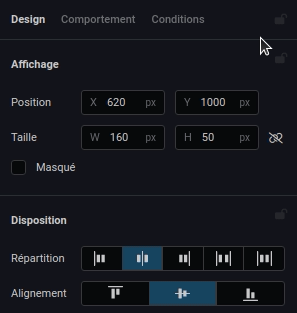 Design Comportement Conditions
Affichage
Position X 620 px Y 1000 px
Taille W 160 px H 50 px
Masqué
Disposition
Répartition
Alignement